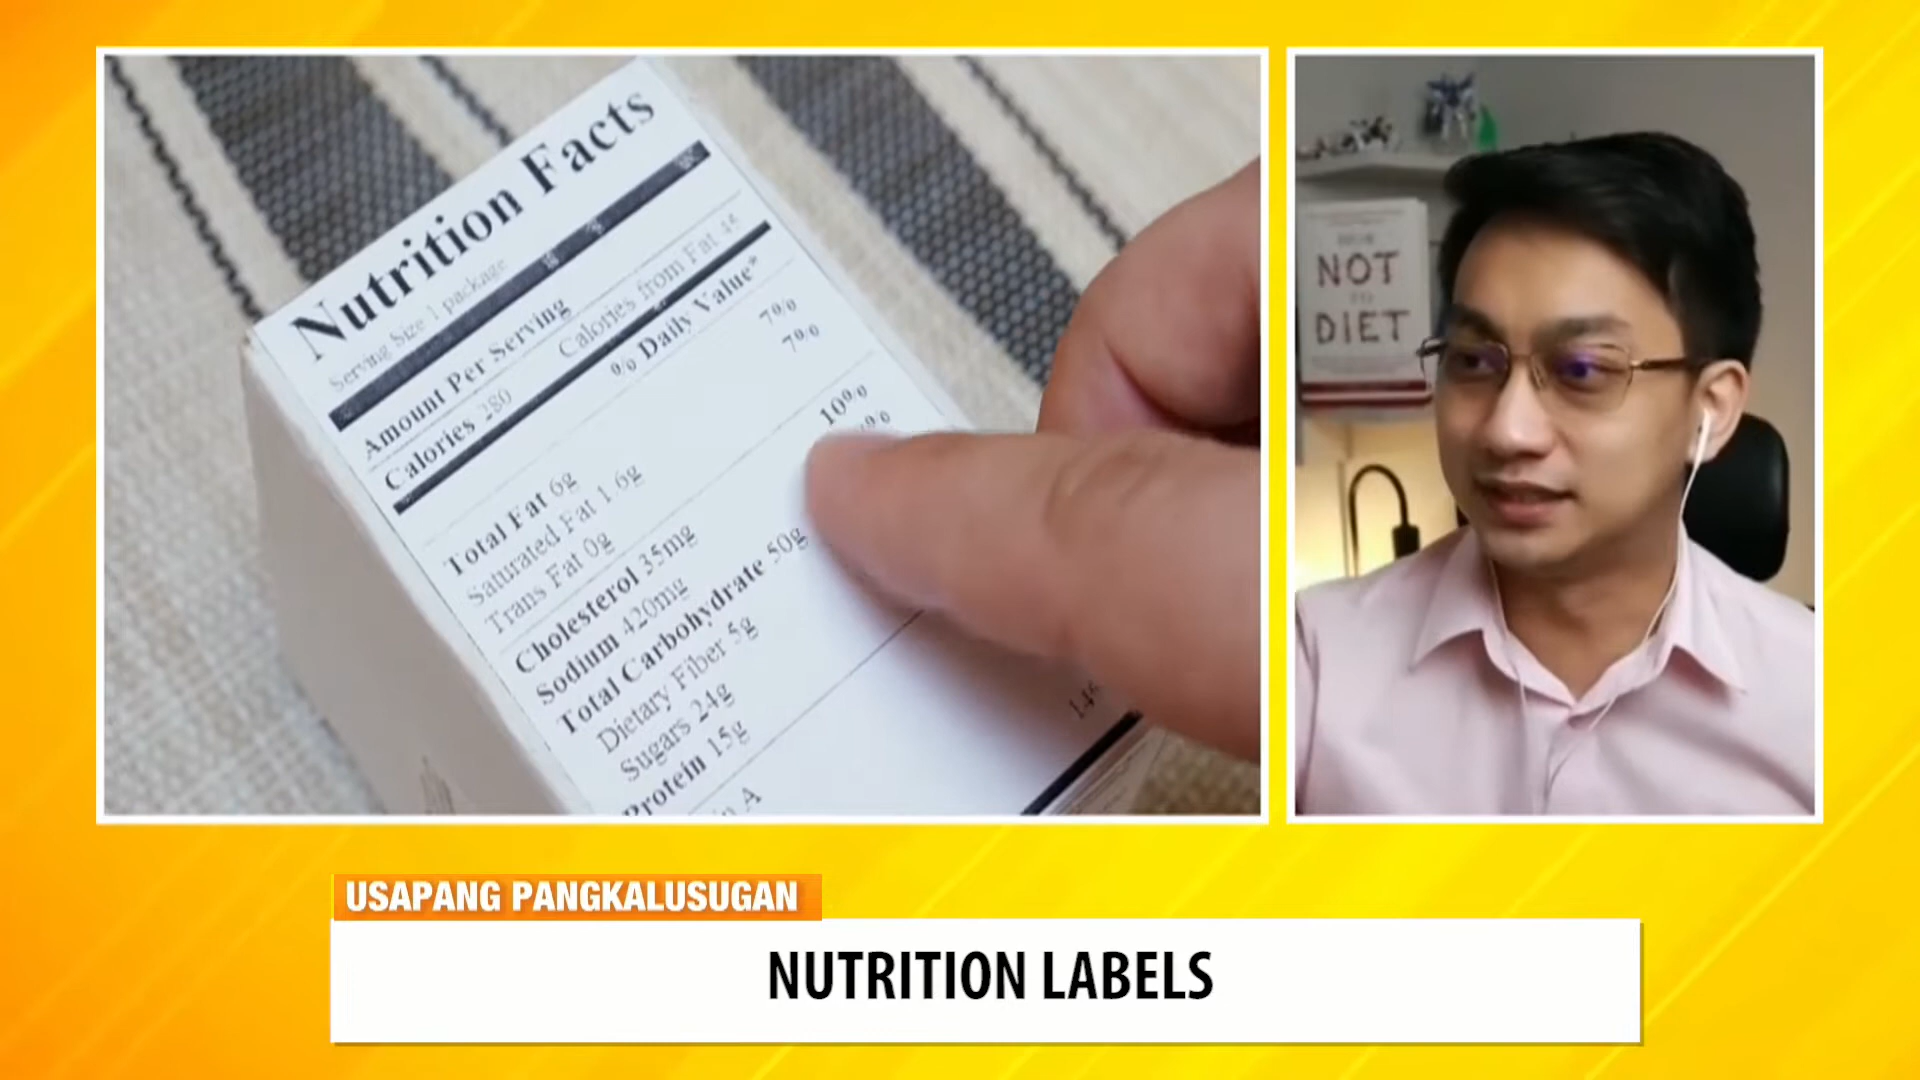 Nutrition Facts
Serving Size 1 package
Amount Per Serving
Calories 280 Calories from Fat 45
% Daily Value*
Total Fat 6g 7%
Saturated Fat 1.6g 7%
Trans Fat 0g
Cholesterol 35mg 10%
Sodium 420mg
Total Carbohydrate 50g
Dietary Fiber 5g
Sugars 24g
Protein 15g
A
NOT
TO
DIET
USAPANG PANGKALUSUGAN
NUTRITION LABELS